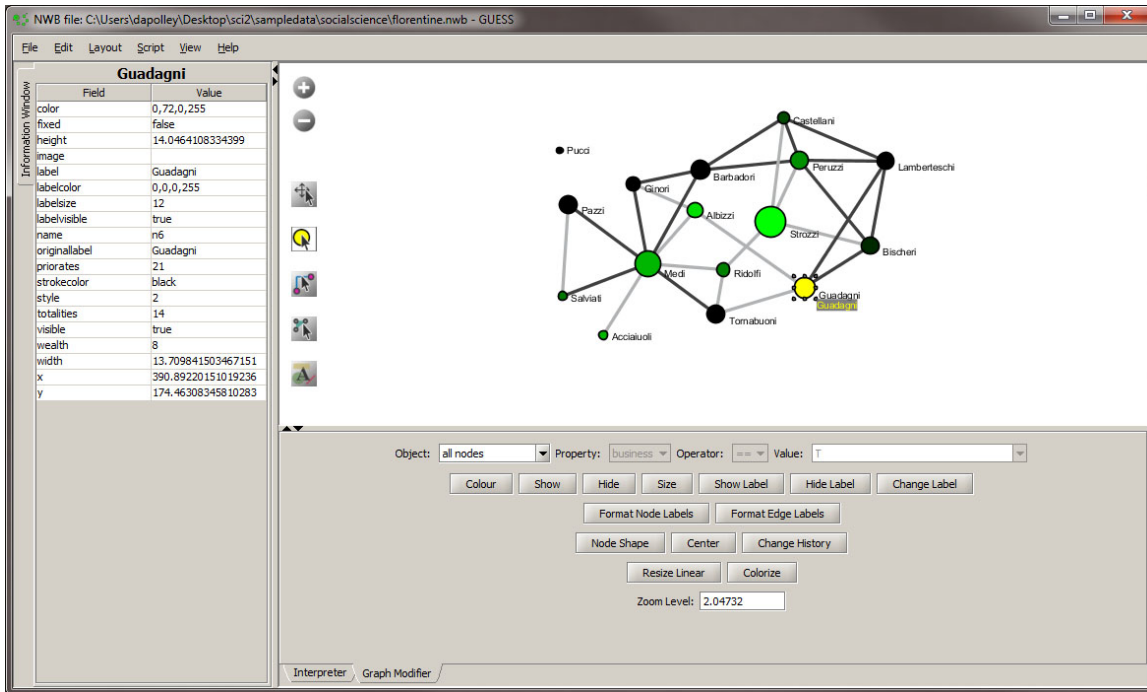 NWB file: C:\Users\dapolley\Desktop\sci2\sampledata\socialscience\florentine.nwb - GUESS
File Edit Layout Script View Help
Information Window
Guadagni
Field Value
color 0,72,0,255
fixed false
height 14.0464108334399
image
label Guadagni
labelcolor 0,0,0,255
labelsize 12
labelvisible true
name n6
originallabel Guadagni
priorates 21
strokecolor black
style 2
totalities 14
visible true
wealth 8
width 13.709841503467151
x 390.89220151019236
y 174.46308345810283
Castellani
Pucci
Peruzzi
Lamberteschi
Barbadori
Ginori
Pazzi
Albizzi
Strozzi
Bischeri
Medi
Ridolfi
Salviati
Guadagni
Guadagni
Tornabuoni
Acciaiuoli
Object: all nodes Property: business Operator: == Value: T
Colour Show Hide Size Show Label Hide Label Change Label
Format Node Labels Format Edge Labels
Node Shape Center Change History
Resize Linear Colorize
Zoom Level: 2.04732
Interpreter Graph Modifier